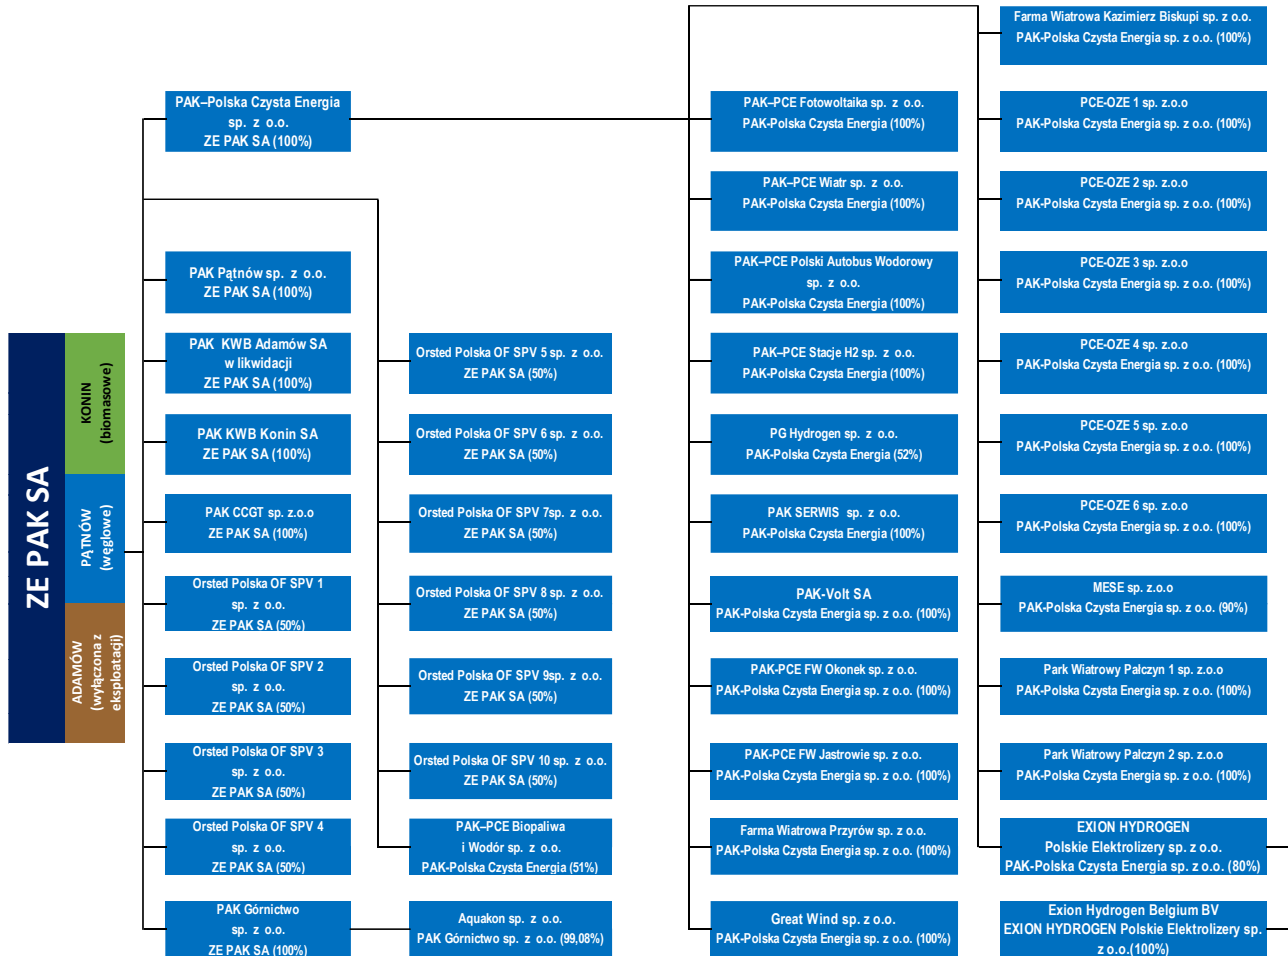 ZE PAK SA
KONIN
(biomasowe)
PĄTNÓW
(węglowe)
ADAMÓW
(wyłączona z
eksploatacji)
PAK–Polska Czysta Energia
sp. z o.o.
ZE PAK SA (100%)
PAK Pątnów sp. z o.o.
ZE PAK SA (100%)
PAK KWB Adamów SA
w likwidacji
ZE PAK SA (100%)
PAK KWB Konin SA
ZE PAK SA (100%)
PAK CCGT sp. z.o.o
ZE PAK SA (100%)
Orsted Polska OF SPV 1
sp. z o.o.
ZE PAK SA (50%)
Orsted Polska OF SPV 2
sp. z o.o.
ZE PAK SA (50%)
Orsted Polska OF SPV 3
sp. z o.o.
ZE PAK SA (50%)
Orsted Polska OF SPV 4
sp. z o.o.
ZE PAK SA (50%)
PAK Górnictwo
sp. z o.o.
ZE PAK SA (100%)
Orsted Polska OF SPV 5 sp. z o.o.
ZE PAK SA (50%)
Orsted Polska OF SPV 6 sp. z o.o.
ZE PAK SA (50%)
Orsted Polska OF SPV 7sp. z o.o.
ZE PAK SA (50%)
Orsted Polska OF SPV 8 sp. z o.o.
ZE PAK SA (50%)
Orsted Polska OF SPV 9sp. z o.o.
ZE PAK SA (50%)
Orsted Polska OF SPV 10 sp. z o.o.
ZE PAK SA (50%)
PAK–PCE Biopaliwa
i Wodór sp. z o.o.
PAK-Polska Czysta Energia (51%)
Aquakon sp. z o.o.
PAK Górnictwo sp. z o.o. (99,08%)
PAK–PCE Fotowoltaika sp. z o.o.
PAK-Polska Czysta Energia (100%)
PAK–PCE Wiatr sp. z o.o.
PAK-Polska Czysta Energia (100%)
PAK–PCE Polski Autobus Wodorowy
sp. z o.o.
PAK-Polska Czysta Energia (100%)
PAK–PCE Stacje H2 sp. z o.o.
PAK-Polska Czysta Energia (100%)
PG Hydrogen sp. z o.o.
PAK-Polska Czysta Energia (52%)
PAK SERWIS sp. z o.o.
PAK-Polska Czysta Energia (100%)
PAK-Volt SA
PAK-Polska Czysta Energia sp. z o.o. (100%)
PAK-PCE FW Okonek sp. z o.o.
PAK-Polska Czysta Energia sp. z o.o. (100%)
PAK-PCE FW Jastrowie sp. z o.o.
PAK-Polska Czysta Energia sp. z o.o. (100%)
Farma Wiatrowa Przyrów sp. z o.o.
PAK-Polska Czysta Energia sp. z o.o. (100%)
Great Wind sp. z o.o.
PAK-Polska Czysta Energia sp. z o.o. (100%)
Farma Wiatrowa Kazimierz Biskupi sp. z o.o.
PAK-Polska Czysta Energia sp. z o.o. (100%)
PCE-OZE 1 sp. z.o.o
PAK-Polska Czysta Energia sp. z o.o. (100%)
PCE-OZE 2 sp. z.o.o
PAK-Polska Czysta Energia sp. z o.o. (100%)
PCE-OZE 3 sp. z.o.o
PAK-Polska Czysta Energia sp. z o.o. (100%)
PCE-OZE 4 sp. z.o.o
PAK-Polska Czysta Energia sp. z o.o. (100%)
PCE-OZE 5 sp. z.o.o
PAK-Polska Czysta Energia sp. z o.o. (100%)
PCE-OZE 6 sp. z.o.o
PAK-Polska Czysta Energia sp. z o.o. (100%)
MESE sp. z.o.o
PAK-Polska Czysta Energia sp. z o.o. (90%)
Park Wiatrowy Pałczyn 1 sp. z.o.o
PAK-Polska Czysta Energia sp. z o.o. (100%)
Park Wiatrowy Pałczyn 2 sp. z.o.o
PAK-Polska Czysta Energia sp. z o.o. (100%)
EXION HYDROGEN
Polskie Elektrolizery sp. z o.o.
PAK-Polska Czysta Energia sp. z o.o. (80%)
Exion Hydrogen Belgium BV
EXION HYDROGEN Polskie Elektrolizery sp.
z o.o.(100%)